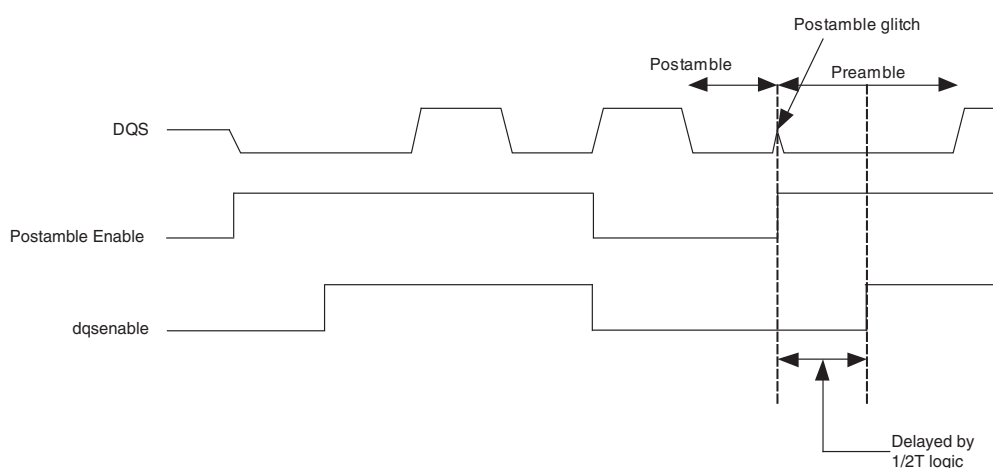 Postamble glitch
Postamble
Preamble
DQS
Postamble Enable
dqsenable
Delayed by
1/2T logic